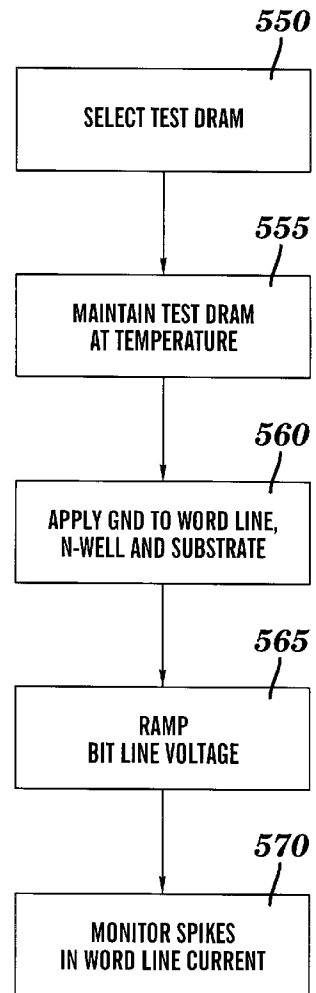 550
SELECT TEST DRAM
555
MAINTAIN TEST DRAM
AT TEMPERATURE
560
APPLY GND TO WORD LINE,
N-WELL AND SUBSTRATE
565
RAMP
BIT LINE VOLTAGE
570
MONITOR SPIKES
IN WORD LINE CURRENT